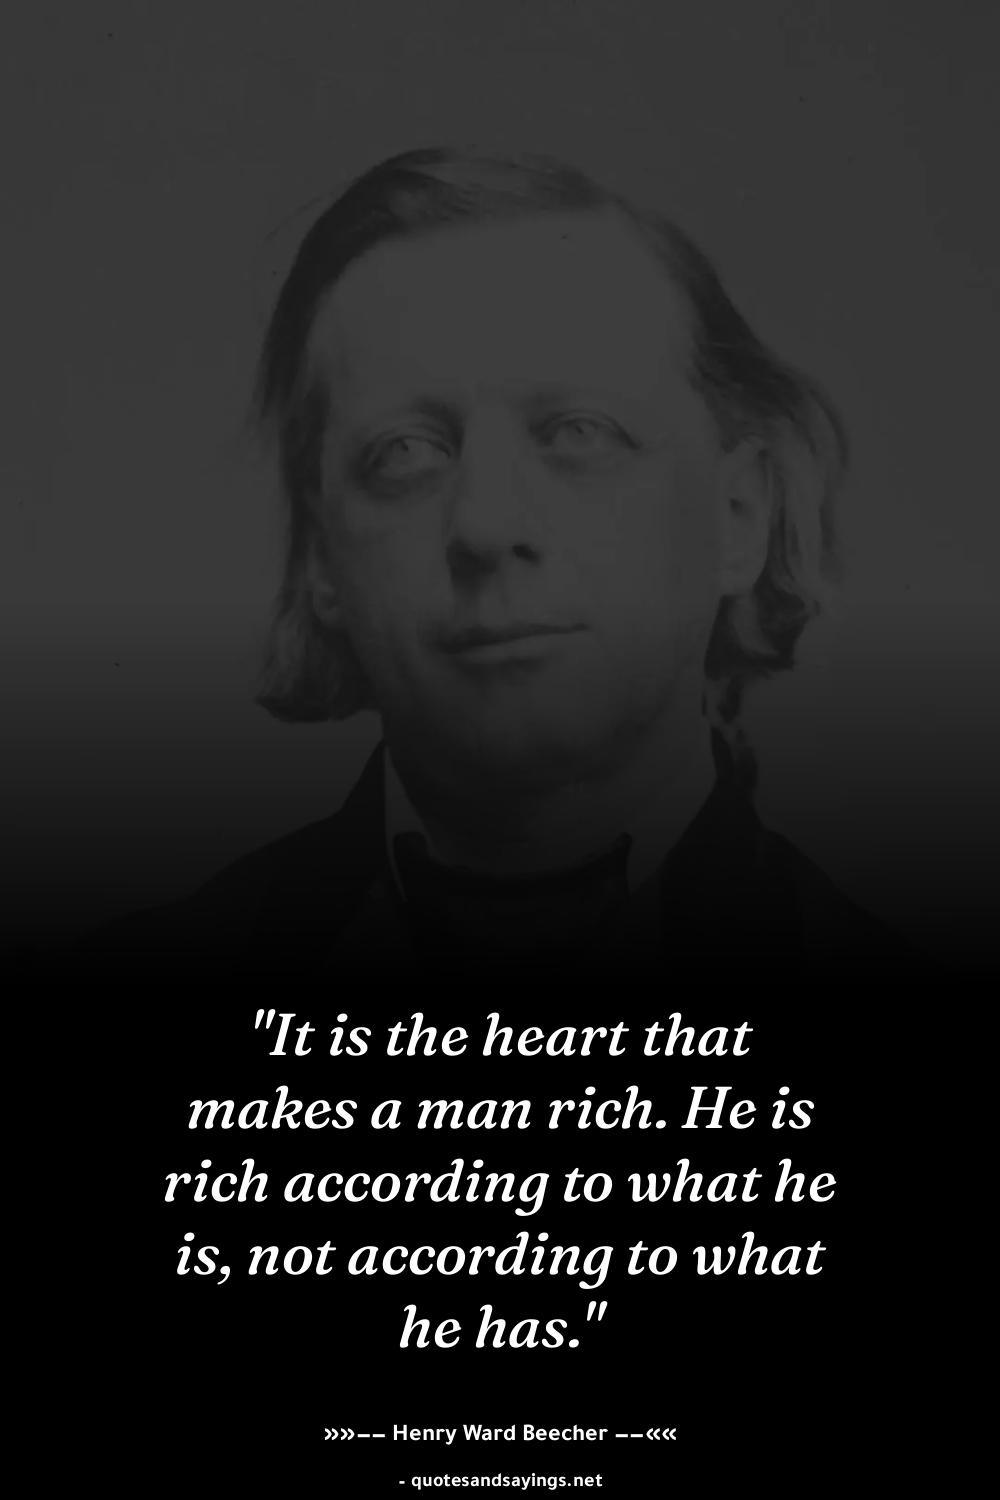 "It is the heart that
makes a man rich. He is
rich according to what he
is, not according to what
he has."
»»−− Henry Ward Beecher −−««
- quotesandsayings.net